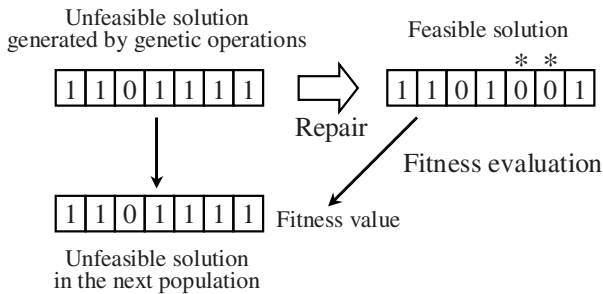 Unfeasible solution
generated by genetic operations
Feasible solution
* *
1 1 0 1 1 1 1
1 1 0 1 0 0 1
Repair
Fitness evaluation
1 1 0 1 1 1 1
Fitness value
Unfeasible solution
in the next population